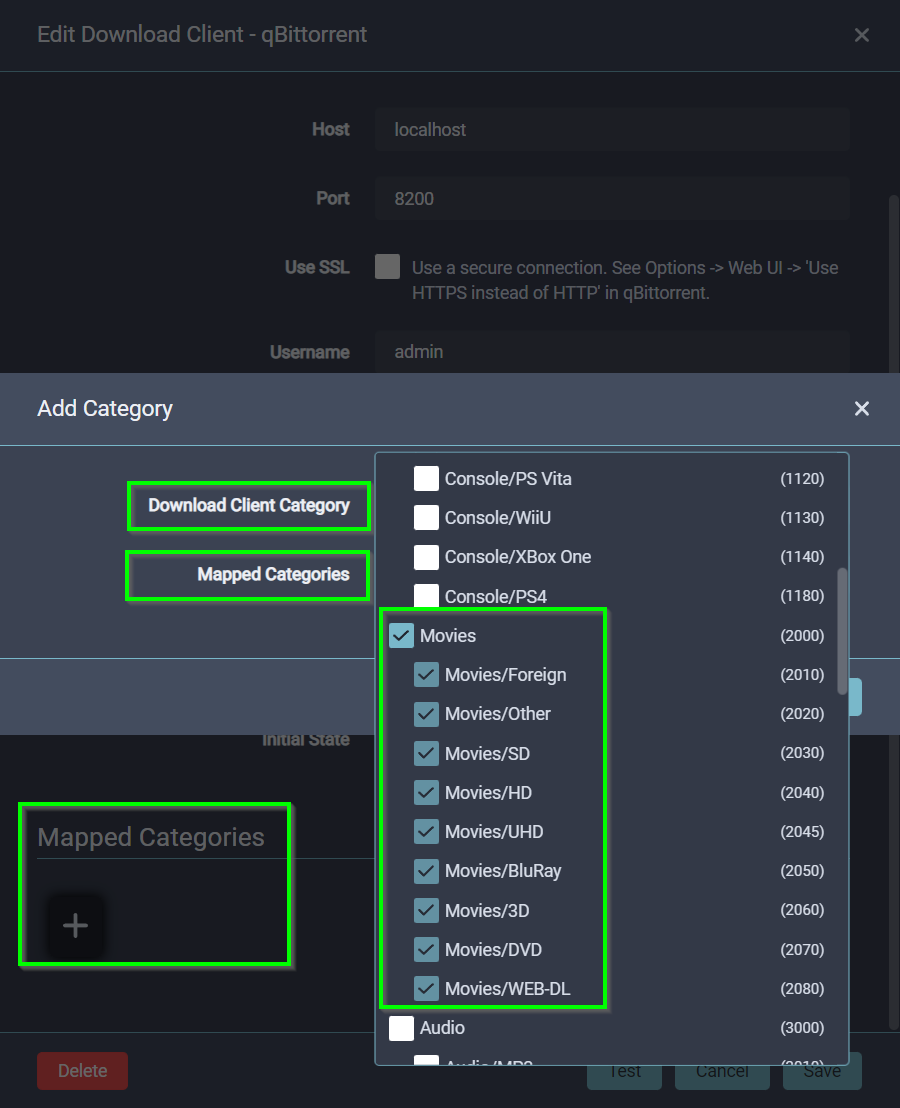 Edit Download Client - qBittorrent
Host
localhost
Port
8200
Use SSL
Use a secure connection. See Options -> Web UI -> 'Use
HTTPS instead of HTTP' in qBittorrent.
Username
admin
Add Category
Download Client Category
Mapped Categories
Console/PS Vita (1120)
Console/WiiU (1130)
Console/XBox One (1140)
Console/PS4 (1180)
Movies (2000)
Movies/Foreign (2010)
Movies/Other (2020)
Movies/SD (2030)
Movies/HD (2040)
Movies/UHD (2045)
Movies/BluRay (2050)
Movies/3D (2060)
Movies/DVD (2070)
Movies/WEB-DL (2080)
Audio (3000)
Audio/MP3 (3010)
Initial State
Mapped Categories
Delete
Test
Cancel
Save